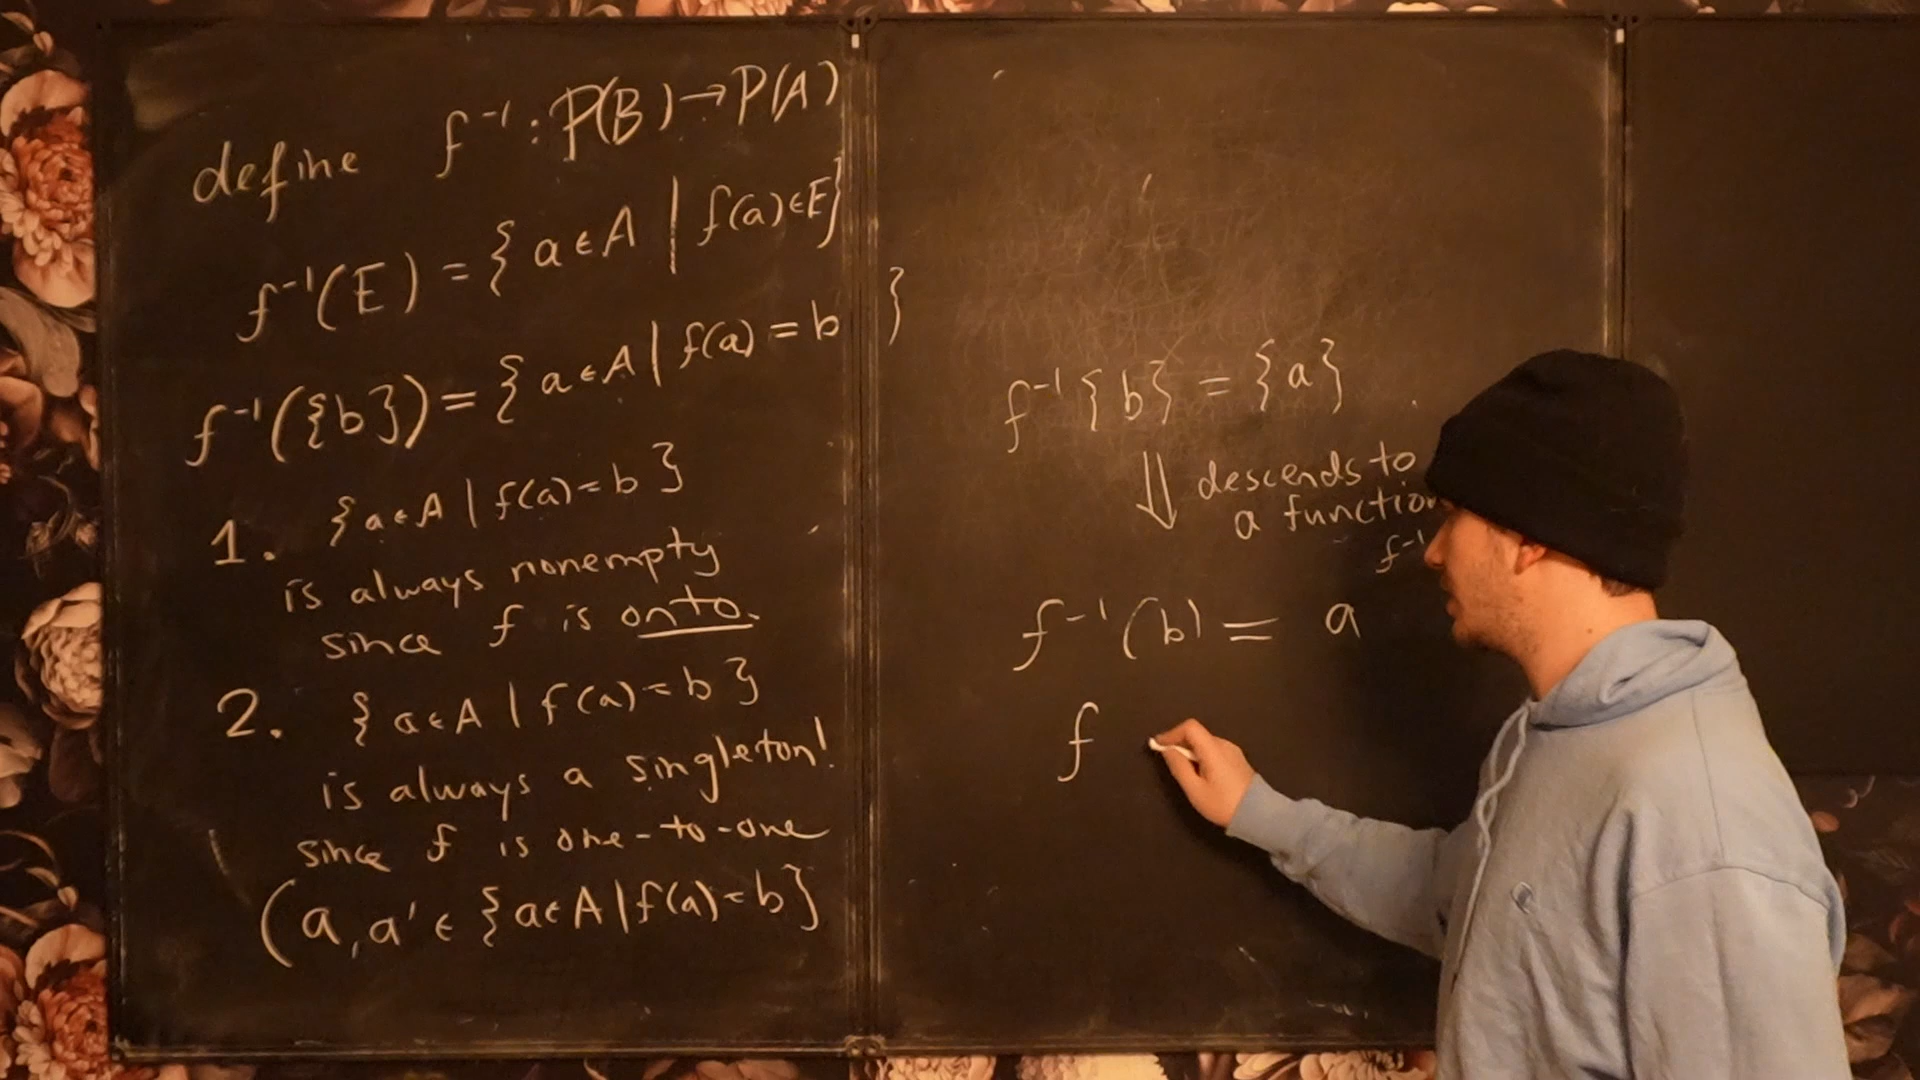 define f⁻¹ : P(B) → P(A)
f⁻¹(E) = { a ∈ A | f(a) ∈ E}
f⁻¹({b}) = { a ∈ A | f(a) = b }
1. { a ∈ A | f(a) = b }
is always nonempty
since f is onto.
2. { a ∈ A | f(a) = b }
is always a singleton!
since f is one-to-one
(a, a' ∈ { a ∈ A | f(a) = b }
f⁻¹ { b } = { a }
⇓ descends to
a function
f⁻¹
f⁻¹(b) = a
f